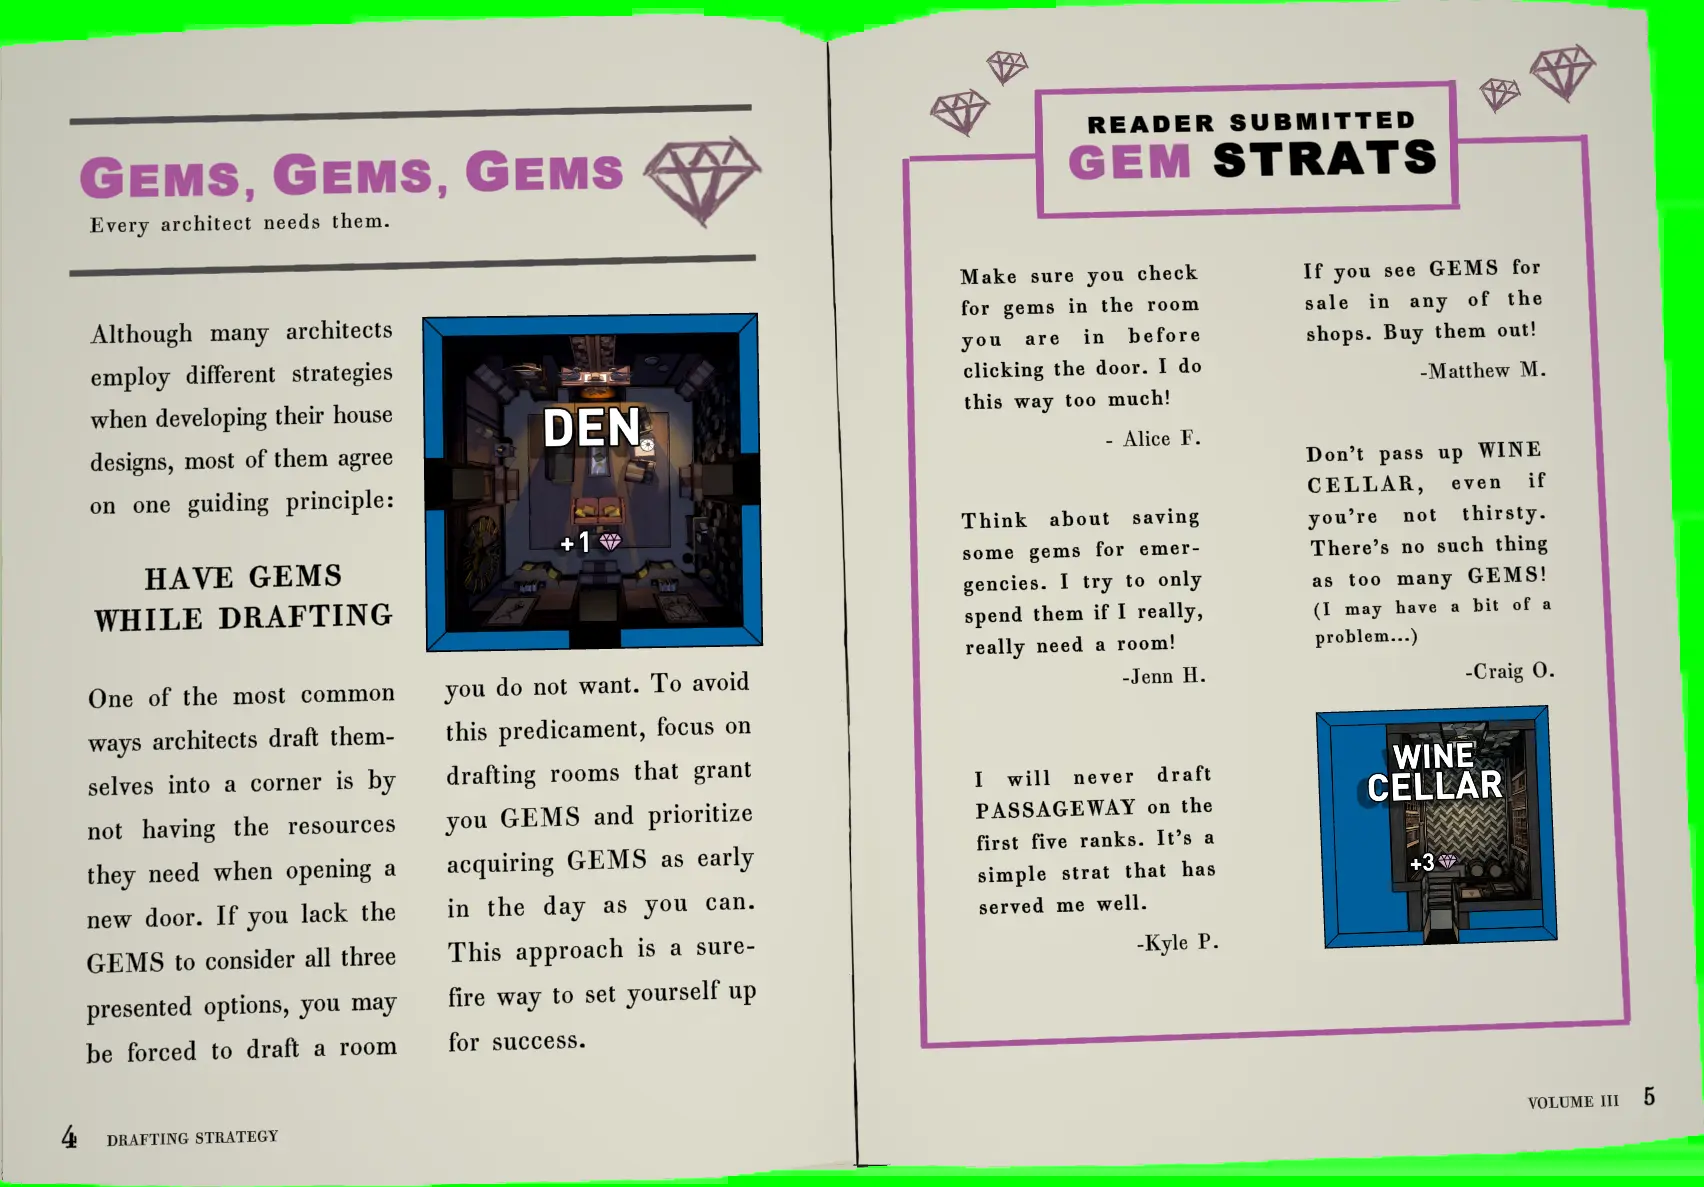 GEMS, GEMS, GEMS
Every architect needs them.
Although many architects
employ different strategies
when developing their house
designs, most of them agree
on one guiding principle:
HAVE GEMS
WHILE DRAFTING
One of the most common
ways architects draft them-
selves into a corner is by
not having the resources
they need when opening a
new door. If you lack the
GEMS to consider all three
presented options, you may
be forced to draft a room
DEN
+1
you do not want. To avoid
this predicament, focus on
drafting rooms that grant
you GEMS and prioritize
acquiring GEMS as early
in the day as you can.
This approach is a sure-
fire way to set yourself up
for success.
4 DRAFTING STRATEGY
READER SUBMITTED
GEM STRATS
Make sure you check
for gems in the room
you are in before
clicking the door. I do
this way too much!
- Alice F.
Think about saving
some gems for emer-
gencies. I try to only
spend them if I really,
really need a room!
-Jenn H.
I will never draft
PASSAGEWAY on the
first five ranks. It's a
simple strat that has
served me well.
-Kyle P.
If you see GEMS for
sale in any of the
shops. Buy them out!
-Matthew M.
Don't pass up WINE
CELLAR, even if
you're not thirsty.
There's no such thing
as too many GEMS!
(I may have a bit of a
problem...)
-Craig O.
WINE
CELLAR
+3
VOLUME III 5